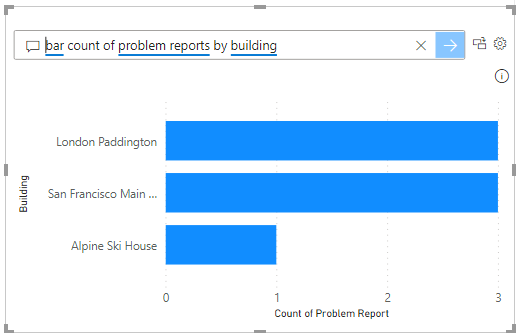 bar count of problem reports by building
London Paddington
San Francisco Main ...
Alpine Ski House
Building
0 1 2 3
Count of Problem Report